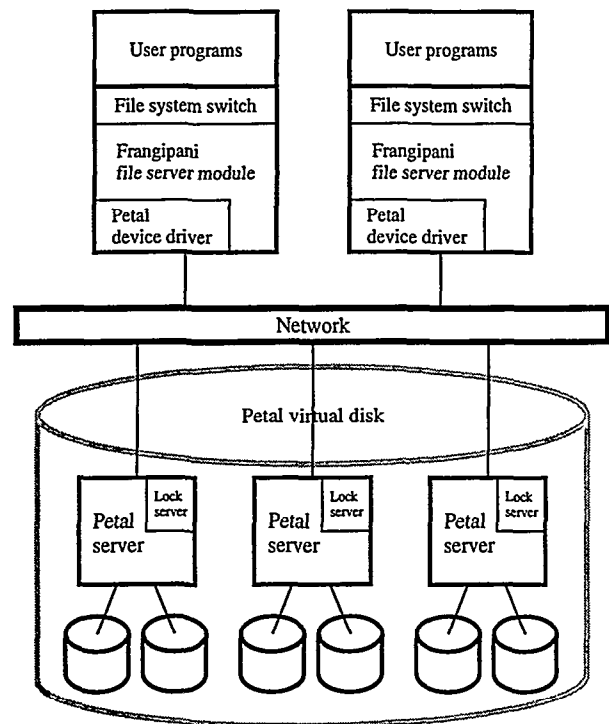 User programs
File system switch
Frangipani
file server module
Petal
device driver
User programs
File system switch
Frangipani
file server module
Petal
device driver
Network
Petal virtual disk
Lock
server
Petal
server
Lock
server
Petal
server
Lock
server
Petal
server